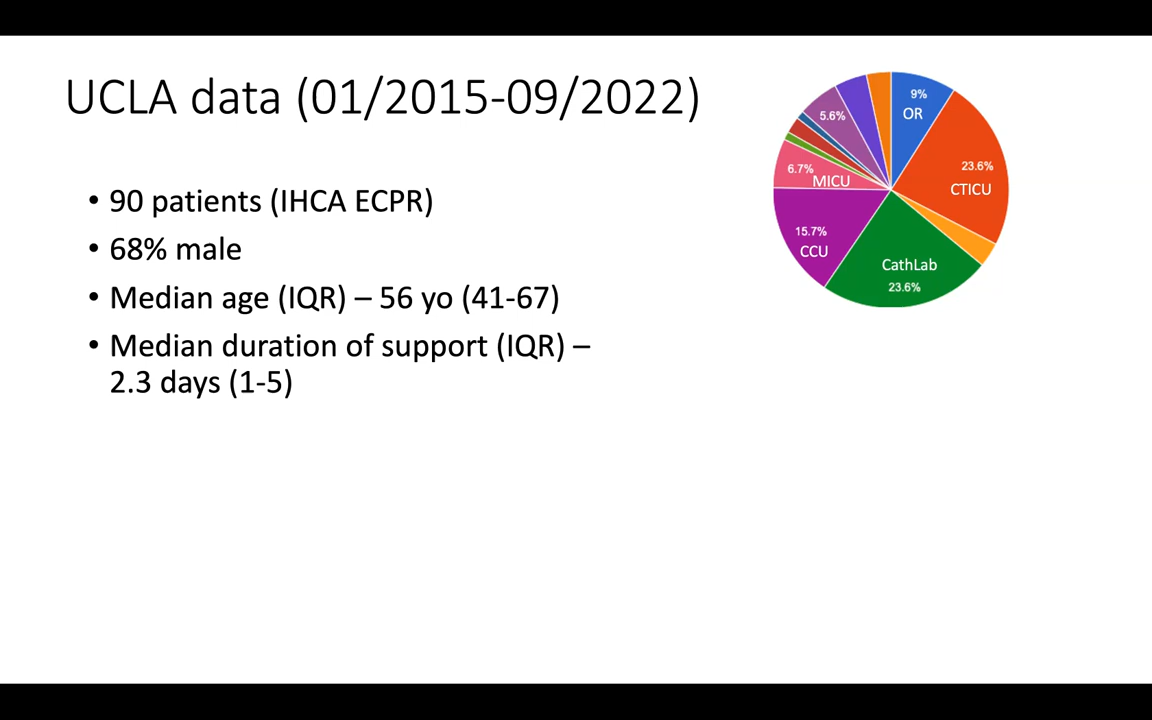 UCLA data (01/2015-09/2022)
• 90 patients (IHCA ECPR)
• 68% male
• Median age (IQR) – 56 yo (41-67)
• Median duration of support (IQR) –
2.3 days (1-5)
9%
OR
23.6%
CTICU
CathLab
23.6%
15.7%
CCU
6.7%
MICU
5.6%